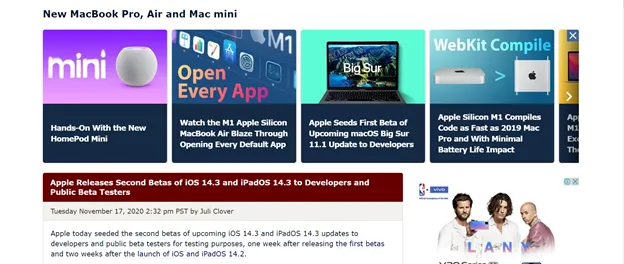 New MacBook Pro, Air and Mac mini
mini
Hands-On With the New
HomePod Mini
M1
Open
Every App
Watch the M1 Apple Silicon
MacBook Air Blaze Through
Opening Every Default App
Big Sur
Apple Seeds First Beta of
Upcoming macOS Big Sur
11.1 Update to Developers
WebKit Compile
>
Apple Silicon M1 Compiles
Code as Fast as 2019 Mac
Pro and With Minimal
Battery Life Impact
Ap
M1
Exc
The
Apple Releases Second Betas of iOS 14.3 and iPadOS 14.3 to Developers and
Public Beta Testers
Tuesday November 17, 2020 2:32 pm PST by Juli Clover
Apple today seeded the second betas of upcoming iOS 14.3 and iPadOS 14.3 updates to
developers and public beta testers for testing purposes, one week after releasing the first betas
and two weeks after the launch of iOS and iPadOS 14.2.
vivo
LANY
V20 Series